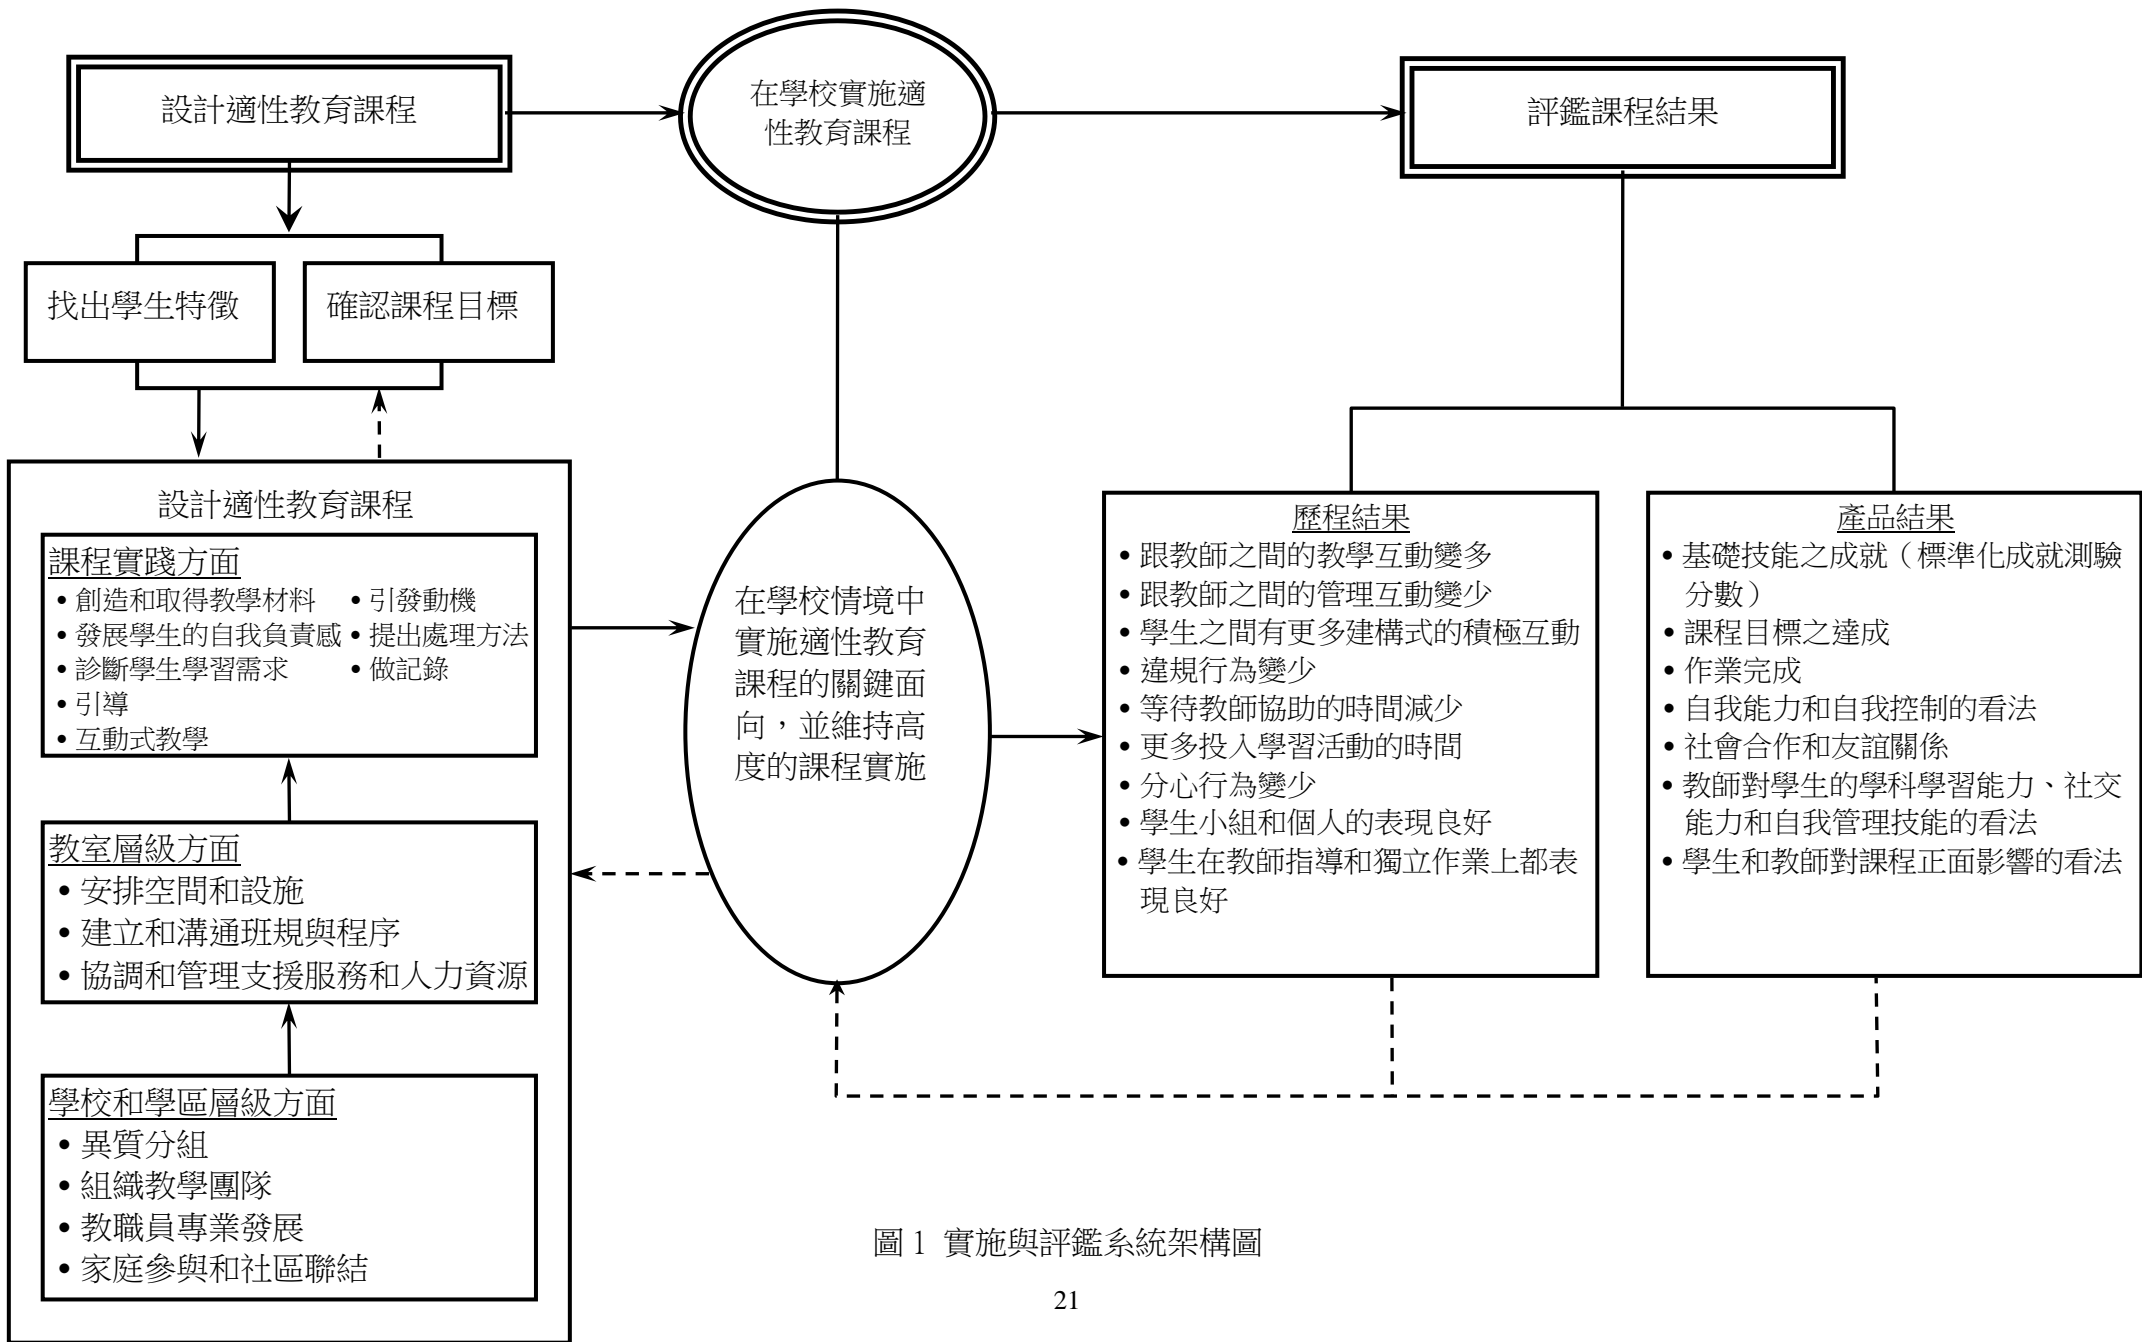 設計適性教育課程
在學校實施適
性教育課程
評鑑課程結果
找出學生特徵
確認課程目標
設計適性教育課程
課程實踐方面
•創造和取得教學材料
•發展學生的自我負責感
•診斷學生學習需求
•引導
•互動式教學
•引發動機
•提出處理方法
•做記錄
教室層級方面
•安排空間和設施
•建立和溝通班規與程序
•協調和管理支援服務和人力資源
學校和學區層級方面
•異質分組
•組織教學團隊
•教職員專業發展
•家庭參與和社區聯結
在學校情境中
實施適性教育
課程的關鍵面
向，並維持高
度的課程實施
歷程結果
•跟教師之間的教學互動變多
•跟教師之間的管理互動變少
•學生之間有更多建構式的積極互動
•違規行為變少
•等待教師協助的時間減少
•更多投入學習活動的時間
•分心行為變少
•學生小組和個人的表現良好
•學生在教師指導和獨立作業上都表
現良好
產品結果
•基礎技能之成就（標準化成就測驗
分數）
•課程目標之達成
•作業完成
•自我能力和自我控制的看法
•社會合作和友誼關係
•教師對學生的學科學習能力、社交
能力和自我管理技能的看法
•學生和教師對課程正面影響的看法
圖 1 實施與評鑑系統架構圖
21